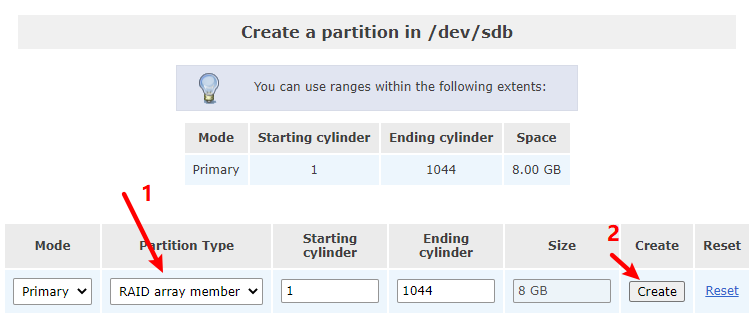 Create a partition in /dev/sdb
You can use ranges within the following extents:
Mode Starting cylinder Ending cylinder Space
Primary 1 1044 8.00 GB
1
Mode Partition Type Starting cylinder Ending cylinder Size Create Reset
2
Primary RAID array member 1 1044 8 GB Create Reset